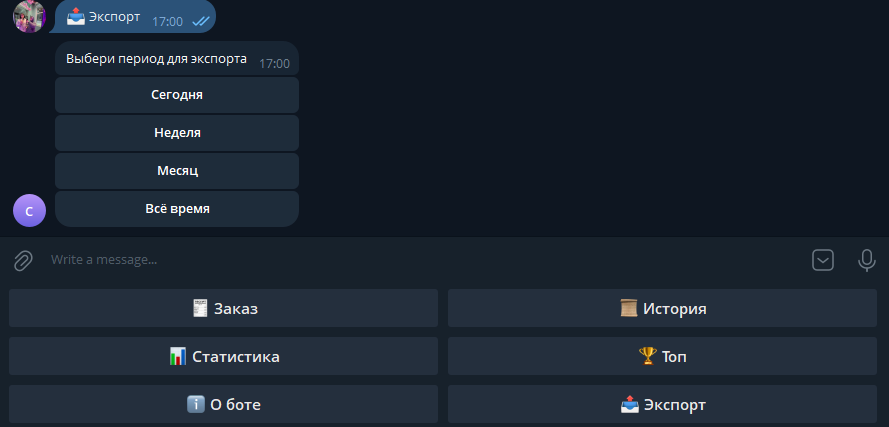 📤 Экспорт 17:00
Выбери период для экспорта 17:00
Сегодня
Неделя
Месяц
Всё время
С
Write a message...
🧾 Заказ
📜 История
📊 Статистика
🏆 Топ
ℹ️ О боте
📤 Экспорт